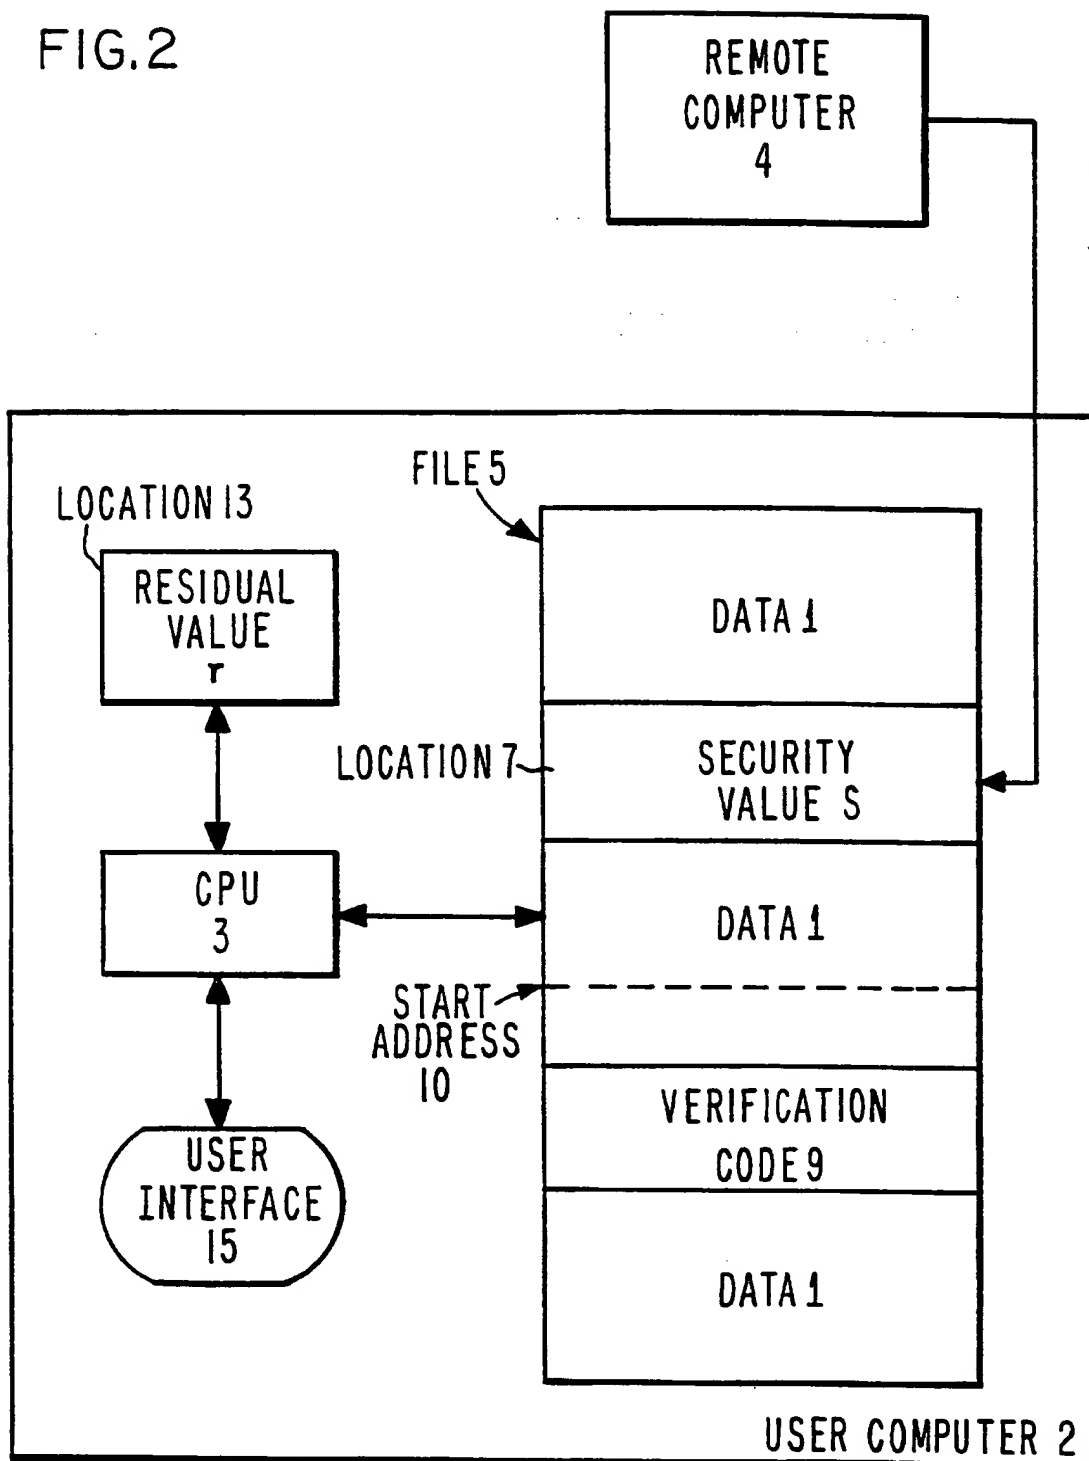 FIG.2
REMOTE
COMPUTER
4
FILE 5
LOCATION 13
RESIDUAL
VALUE
r
DATA 1
LOCATION 7
SECURITY
VALUE S
CPU
3
DATA 1
START
ADDRESS
10
VERIFICATION
CODE 9
USER
INTERFACE
15
DATA 1
USER COMPUTER 2